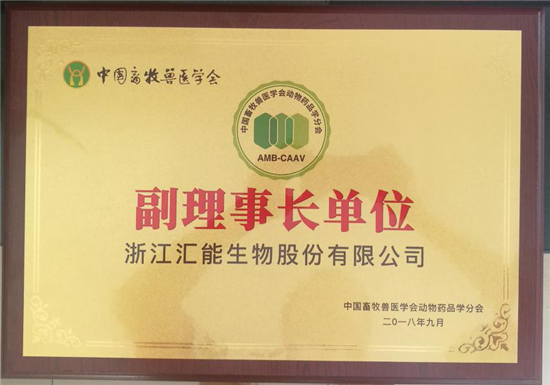 中国畜牧兽医学会
中国畜牧兽医学会动物药品学分会
AMB-CAAV
副理事长单位
浙江汇能生物股份有限公司
中国畜牧兽医学会动物药品学分会
二0一八年九月